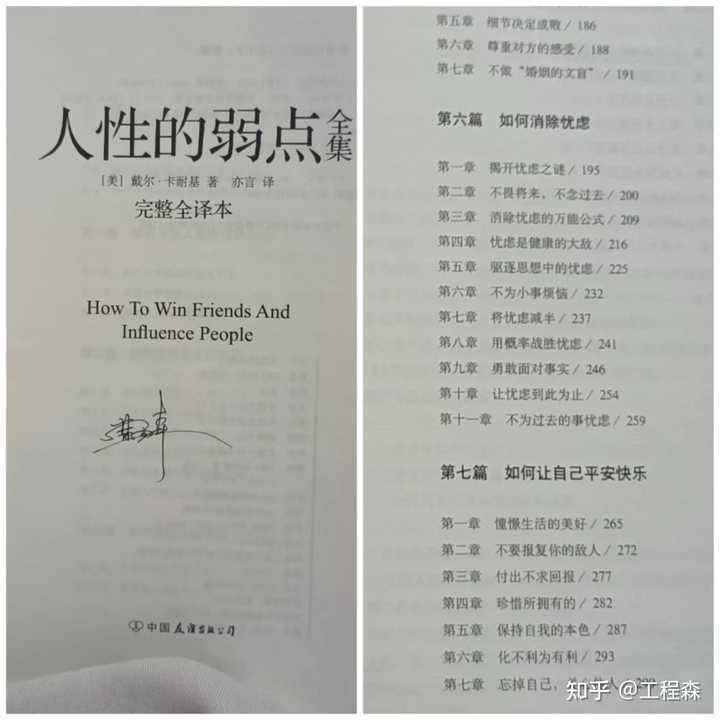 人性的弱点全集
[美] 戴尔·卡耐基 著 亦言 译
完整全译本
How To Win Friends And
Influence People
中国友谊出版公司
第五章 细节决定成败 / 186
第六章 尊重对方的感受 / 188
第七章 不做“婚姻的文盲” / 191
第六篇 如何消除忧虑
第一章 揭开忧虑之谜 / 195
第二章 不畏将来，不念过去 / 200
第三章 消除忧虑的万能公式 / 209
第四章 忧虑是健康的大敌 / 216
第五章 驱逐思想中的忧虑 / 225
第六章 不为小事烦恼 / 232
第七章 将忧虑减半 / 237
第八章 用概率战胜忧虑 / 241
第九章 勇敢面对事实 / 246
第十章 让忧虑到此为止 / 254
第十一章 不为过去的事忧虑 / 259
第七篇 如何让自己平安快乐
第一章 憧憬生活的美好 / 265
第二章 不要报复你的敌人 / 272
第三章 付出不求回报 / 277
第四章 珍惜所拥有的 / 282
第五章 保持自我的本色 / 287
第六章 化不利为有利 / 293
第七章 忘掉自己，
知乎 @工程森